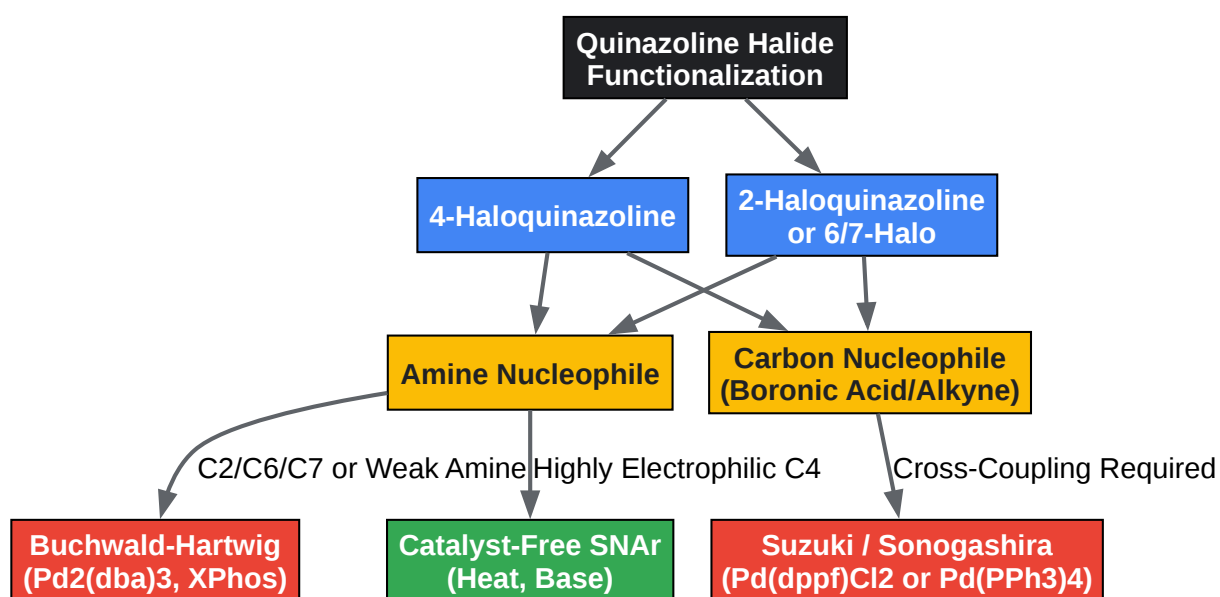 Quinazoline Halide
Functionalization
4-Haloquinazoline
2-Haloquinazoline
or 6/7-Halo
Amine Nucleophile
Carbon Nucleophile
(Boronic Acid/Alkyne)
C2/C6/C7 or Weak Amine
Highly Electrophilic C4
Cross-Coupling Required
Buchwald-Hartwig
(Pd2(dba)3, XPhos)
Catalyst-Free SNAr
(Heat, Base)
Suzuki / Sonogashira
(Pd(dppf)Cl2 or Pd(PPh3)4)